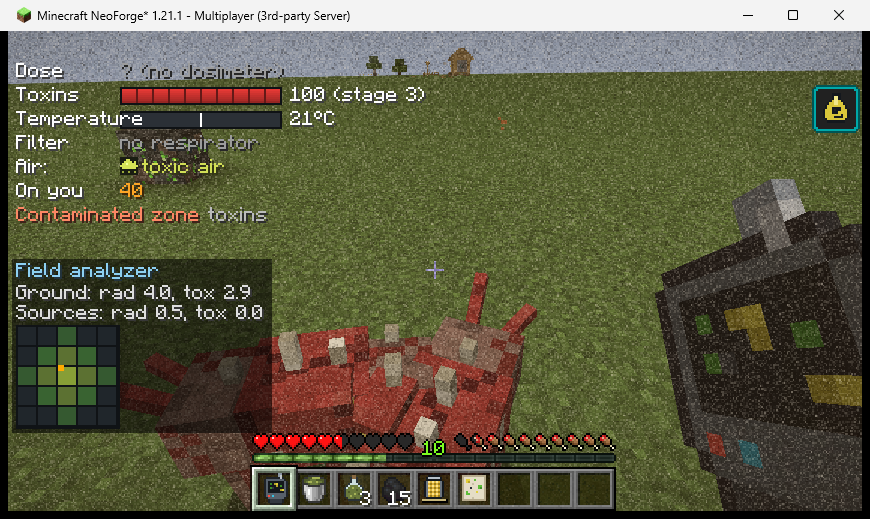 Minecraft NeoForge* 1.21.1 - Multiplayer (3rd-party Server)
Dose ? (no dosimeter)
Toxins 100 (stage 3)
Temperature 21°C
Filter no respirator
Air: toxic air
On you 40
Contaminated zone toxins
Field analyzer
Ground: rad 4.0, tox 2.9
Sources: rad 0.5, tox 0.0
10
3 15